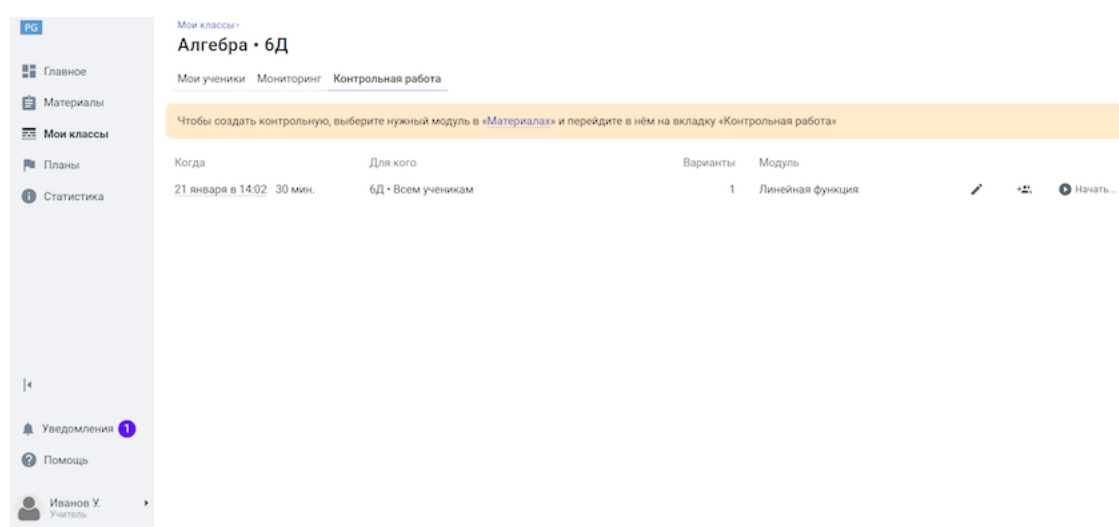 PG
Главное
Материалы
Мои классы
Планы
Статистика
Уведомления 1
Помощь
Иванов У.
Учитель
Мои классы ›
Алгебра • 6Д
Мои ученики Мониторинг Контрольная работа
Чтобы создать контрольную, выберите нужный модуль в «Материалах» и перейдите в нём на вкладку «Контрольная работа»
Когда Для кого Варианты Модуль
21 января в 14:02 30 мин. 6Д • Всем ученикам 1 Линейная функция Начать...